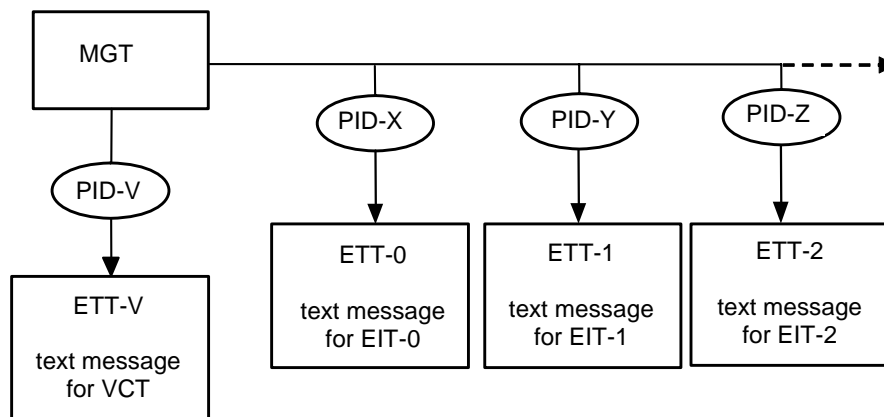 MGT
PID-X
PID-Y
PID-Z
PID-V
ETT-0
text message
for EIT-0
ETT-1
text message
for EIT-1
ETT-2
text message
for EIT-2
ETT-V
text message
for VCT